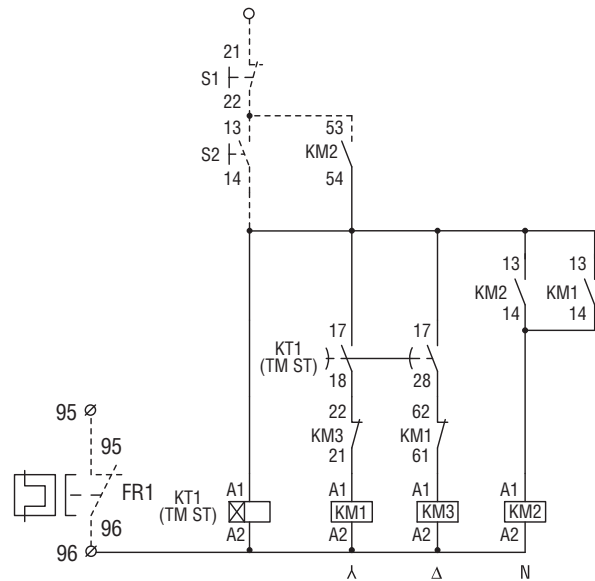 21
S1
22
13 53
S2 KM2
14 54
13 13
KM2 KM1
14 14
17 17
KT1
(TM ST)
18 28
22 62
KM3 KM1
21 61
95
95
FR1
96
96
KT1
(TM ST)
A1 A1 A1 A1
KM1 KM3 KM2
A2 A2 A2 A2
⅄ Δ N